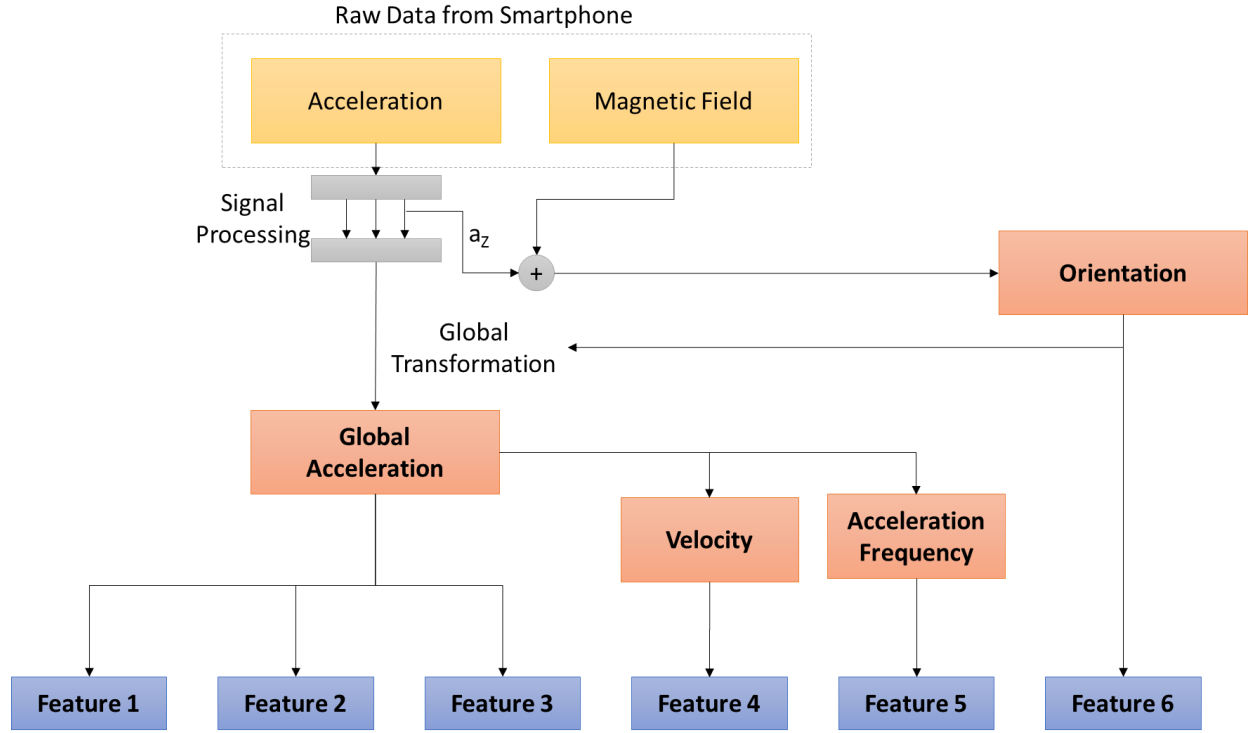 Raw Data from Smartphone
Acceleration
Magnetic Field
Signal
Processing
aZ
+
Orientation
Global
Transformation
Global
Acceleration
Velocity
Acceleration
Frequency
Feature 1
Feature 2
Feature 3
Feature 4
Feature 5
Feature 6